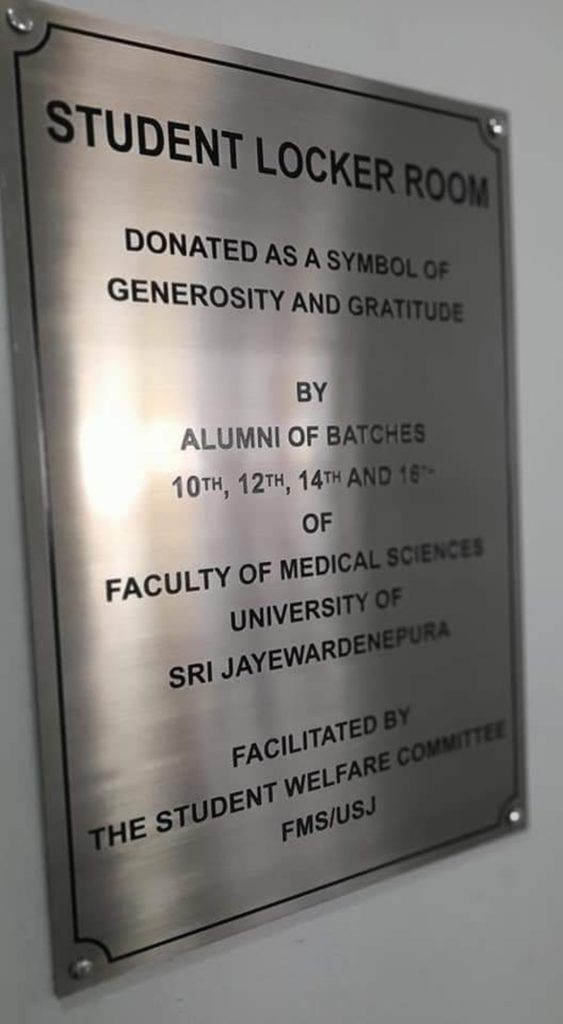 STUDENT LOCKER ROOM
DONATED AS A SYMBOL OF
GENEROSITY AND GRATITUDE
BY
ALUMNI OF BATCHES
10TH, 12TH, 14TH AND 16TH
OF
FACULTY OF MEDICAL SCIENCES
UNIVERSITY OF
SRI JAYEWARDENEPURA
FACILITATED BY
THE STUDENT WELFARE COMMITTEE
FMS/USJ